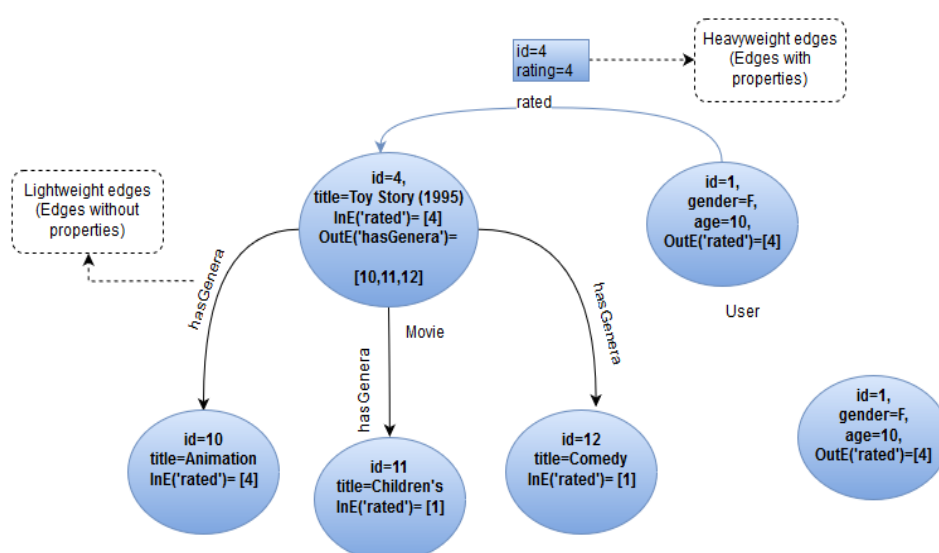 id=4
rating=4
Heavyweight edges
(Edges with
properties)
rated
Lightweight edges
(Edges without
properties)
id=4,
title=Toy Story (1995)
InE('rated')= [4]
OutE('hasGenera')=
[10,11,12]
id=1,
gender=F,
age=10,
OutE('rated')=[4]
User
hasGenera
Movie
hasGenera
hasGenera
id=10
title=Animation
InE('rated')= [4]
id=11
title=Children's
InE('rated')= [1]
id=12
title=Comedy
InE('rated')= [1]
id=1,
gender=F,
age=10,
OutE('rated')=[4]